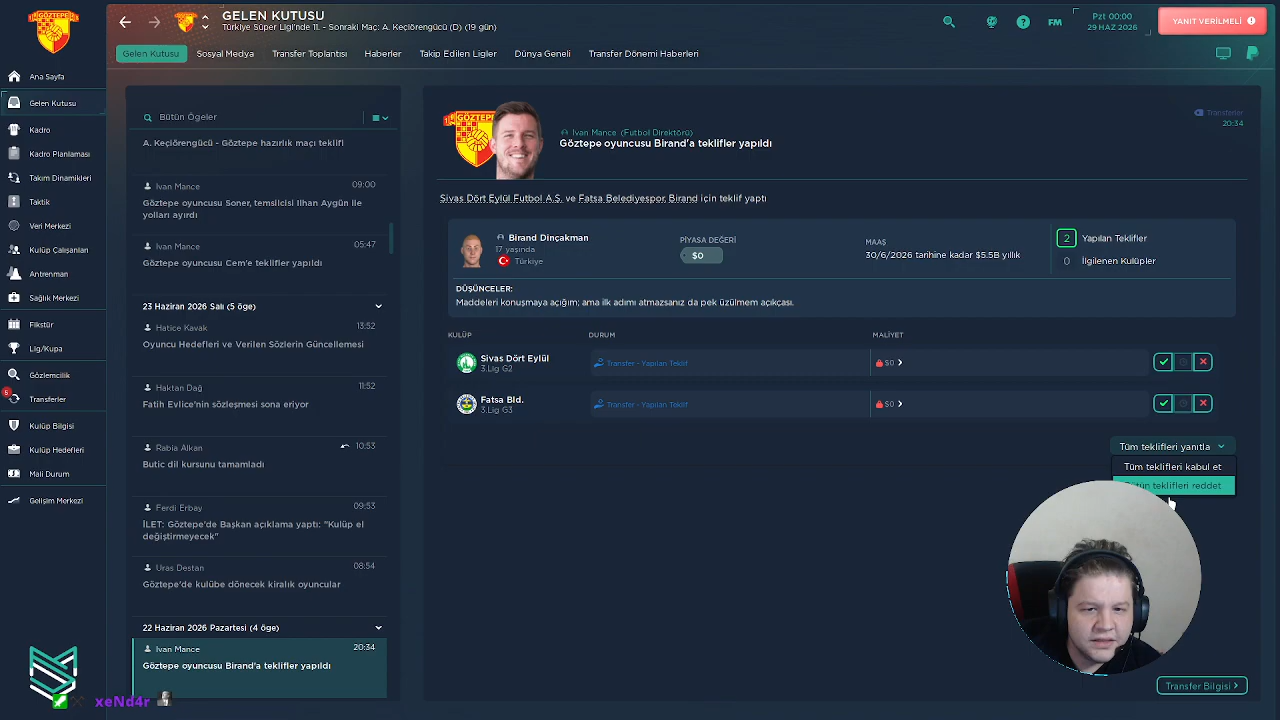 GÖZTEPE
GELEN KUTUSU
Türkiye Süper Ligi'nde 11. - Sonraki Maç: A. Keçiörengücü (D) (19 gün)
FM
Pzt 00:00
29 HAZ 2026
YANIT VERİLMELİ
Gelen Kutusu
Sosyal Medya
Transfer Toplantısı
Haberler
Takip Edilen Ligler
Dünya Geneli
Transfer Dönemi Haberleri
Ana Sayfa
Gelen Kutusu
Kadro
Kadro Planlaması
Takım Dinamikleri
Taktik
Veri Merkezi
Kulüp Çalışanları
Antrenman
Sağlık Merkezi
Fikstür
Lig/Kupa
Gözlemcilik
5
Transferler
Kulüp Bilgisi
Kulüp Hedefleri
Mali Durum
Gelişim Merkezi
xeNd4r
Bütün Ögeler
A. Keçiörengücü - Göztepe hazırlık maçı teklifi
Ivan Mance 09:00
Göztepe oyuncusu Soner, temsilcisi İlhan Aygün ile
yolları ayırdı
Ivan Mance 05:47
Göztepe oyuncusu Cem'e teklifler yapıldı
23 Haziran 2026 Salı (5 öge)
Hatice Kavak 13:52
Oyuncu Hedefleri ve Verilen Sözlerin Güncellemesi
Haktan Dağ 11:52
Fatih Evlice'nin sözleşmesi sona eriyor
Rabia Alkan 10:53
Butic dil kursunu tamamladı
Ferdi Erbay 09:53
İLET: Göztepe'de Başkan açıklama yaptı: "Kulüp el
değiştirmeyecek"
Uras Destan 08:54
Göztepe'de kulübe dönecek kiralık oyuncular
22 Haziran 2026 Pazartesi (4 öge)
Ivan Mance 20:34
Göztepe oyuncusu Birand'a teklifler yapıldı
GÖZTEPE
Ivan Mance (Futbol Direktörü)
Göztepe oyuncusu Birand'a teklifler yapıldı
Transferler
20:34
Sivas Dört Eylül Futbol A.Ş. ve Fatsa Belediyespor, Birand için teklif yaptı
Birand Dinçakman
17 yaşında
Türkiye
PİYASA DEĞERİ
$0
MAAŞ
30/6/2026 tarihine kadar $5.5B yıllık
2 Yapılan Teklifler
0 İlgilenen Kulüpler
DÜŞÜNCELER:
Maddeleri konuşmaya açığım; ama ilk adımı atmazsanız da pek üzülmem açıkçası.
KULÜP DURUM MALİYET
Sivas Dört Eylül
3.Lig G2
Transfer - Yapılan Teklif
$0
Fatsa Bld.
3.Lig G3
Transfer - Yapılan Teklif
$0
Tüm teklifleri yanıtla
Tüm teklifleri kabul et
teklifleri reddet
Transfer Bilgisi